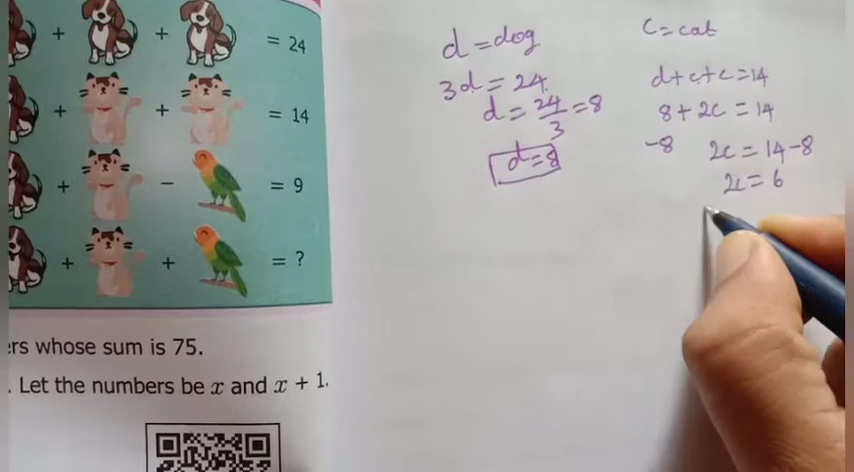 + + = 24
+ + = 14
+ − = 9
+ + = ?
ers whose sum is 75.
. Let the numbers be x and x + 1.
d = dog
3d = 24
d = 24/3 = 8
d = 8
c = cat
d + c + c = 14
8 + 2c = 14
-8 2c = 14 - 8
2c = 6